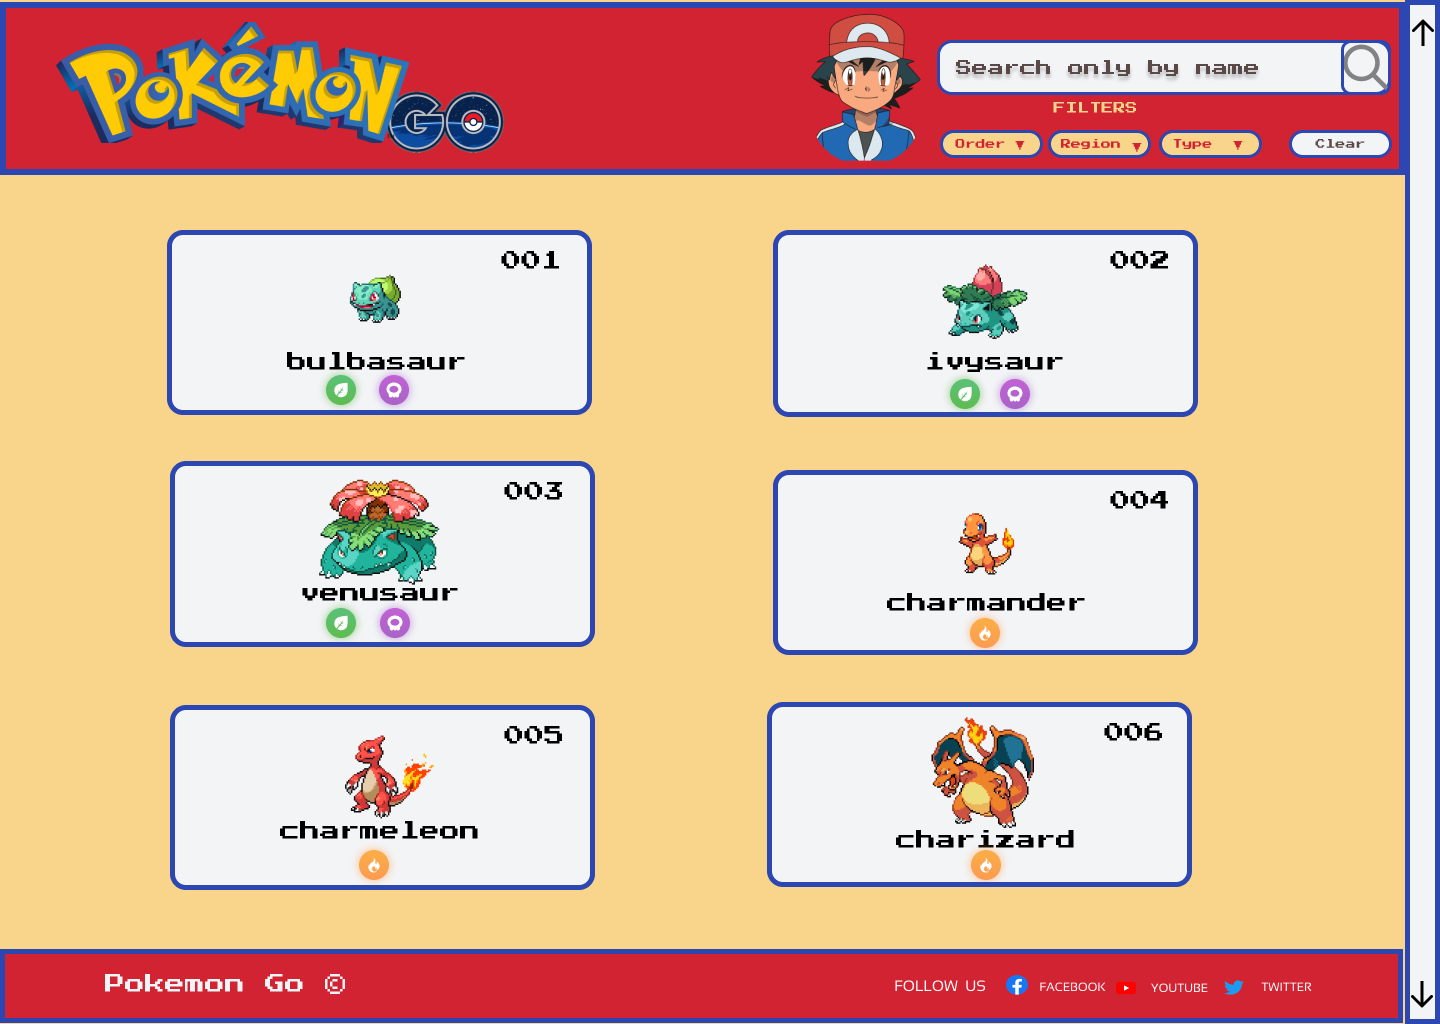 POKéMON
GO
Search only by name
FILTERS
Order ▼
Region ▼
Type ▼
Clear
001
bulbasaur
002
ivysaur
003
venusaur
004
charmander
005
charmeleon
006
charizard
Pokemon Go ©
FOLLOW US
FACEBOOK
YOUTUBE
TWITTER